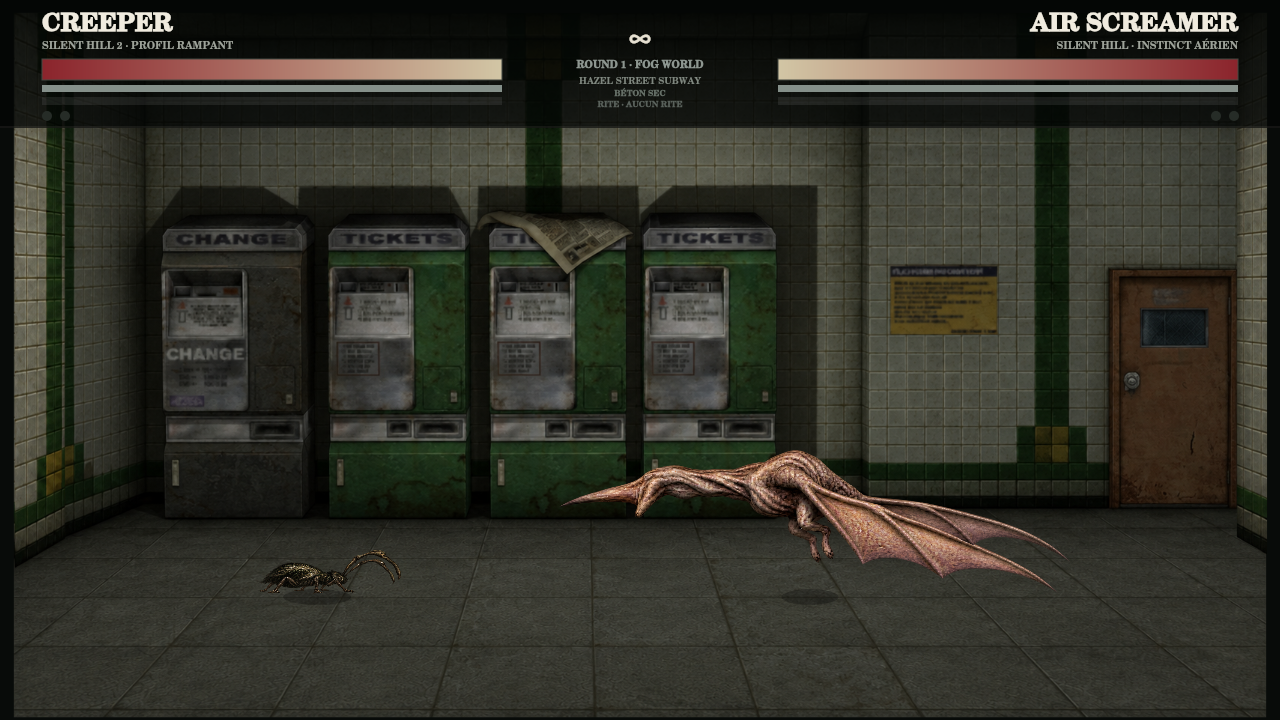 CREEPER
SILENT HILL 2 · PROFIL RAMPANT
∞
ROUND 1 · FOG WORLD
HAZEL STREET SUBWAY
BÉTON SEC
RITE · AUCUN RITE
AIR SCREAMER
SILENT HILL · INSTINCT AÉRIEN
CHANGE
TICKETS
TI
TICKETS
CHANGE